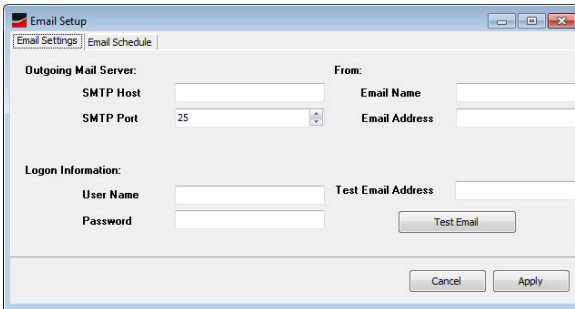 Email Setup
Email Settings Email Schedule
Outgoing Mail Server: From:
SMTP Host Email Name
SMTP Port 25 Email Address
Logon Information:
User Name Test Email Address
Password Test Email
Cancel Apply